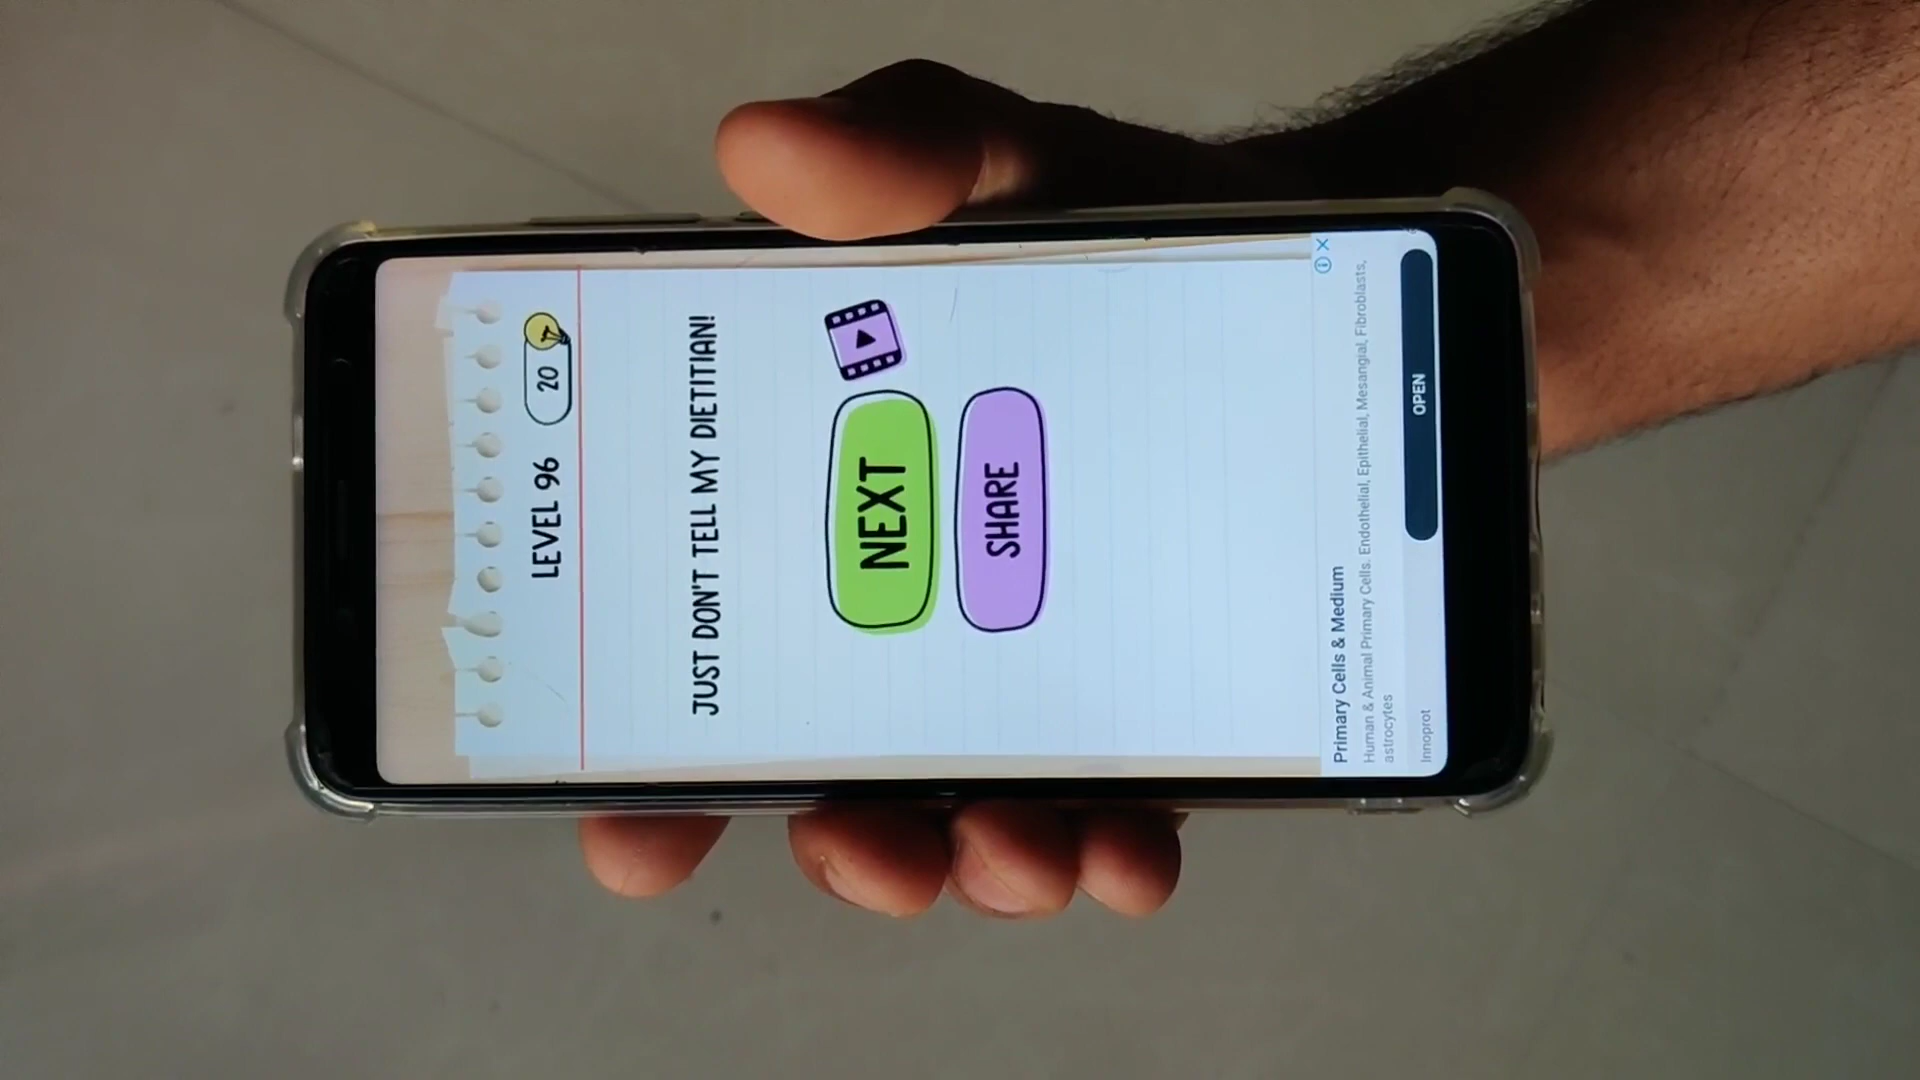 LEVEL 96
20
JUST DON'T TELL MY DIETITIAN!
NEXT
SHARE
Primary Cells & Medium
Human & Animal Primary Cells. Endothelial, Epithelial, Mesangial, Fibroblasts,
astrocytes
Innoprot
OPEN